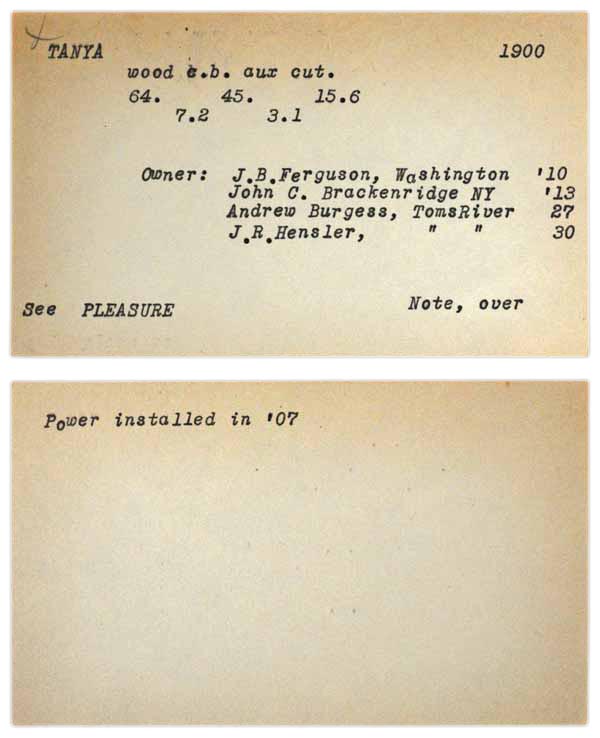 TANYA 1900
wood c.b. aux cut.
64. 45. 15.6
7.2 3.1
Owner: J.B.Ferguson, Washington '10
John C. Brackenridge NY '13
Andrew Burgess, TomsRiver 27
J.R.Hensler, " " 30
See PLEASURE Note, over
Power installed in '07